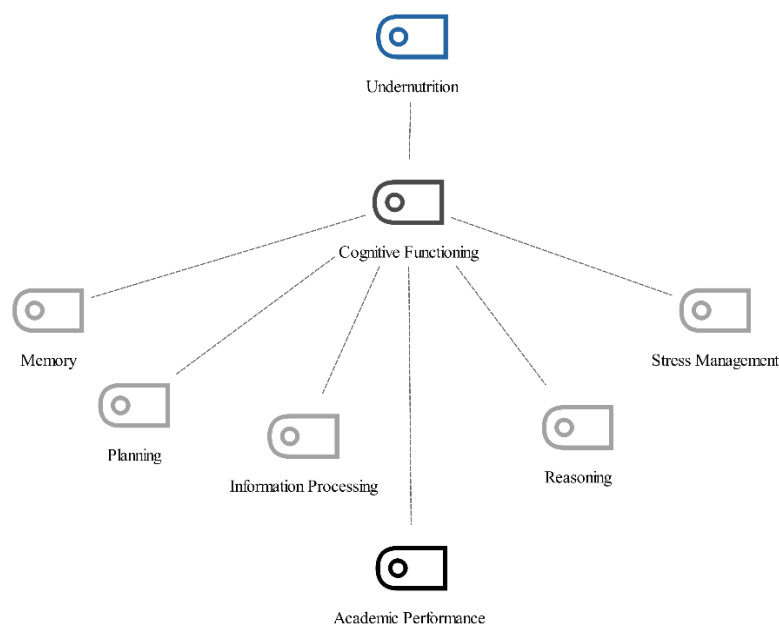 Undernutrition
Cognitive Functioning
Memory
Stress Management
Planning
Information Processing
Reasoning
Academic Performance